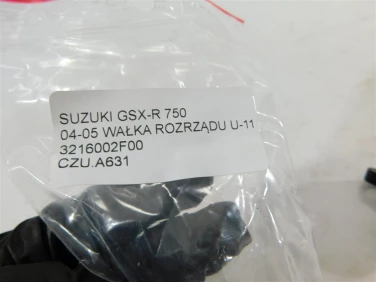 SUZUKI GSX-R 750
04-05 WAŁKA ROZRZĄDU U-11
3216002F00
CZU.A631